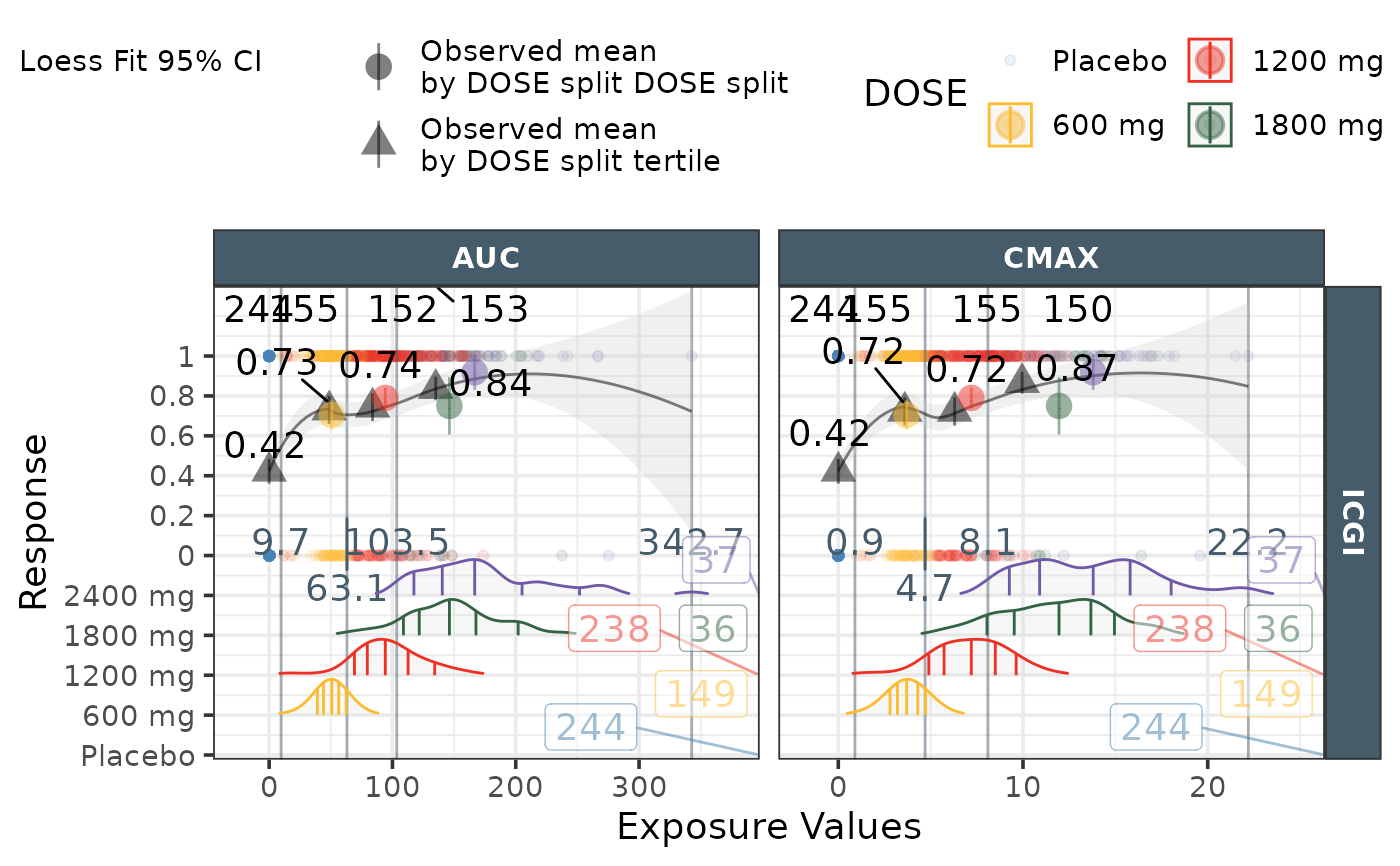 Loess Fit 95% CI
Observed mean
by DOSE split DOSE split
Observed mean
by DOSE split tertile
DOSE
Placebo
600 mg
1200 mg
1800 mg
AUC
CMAX
ICGI
Response
1
0.8
0.6
0.4
0.2
0
2400 mg
1800 mg
1200 mg
600 mg
Placebo
244
155
152
153
0.73
0.74
0.84
0.42
9.7
103.5
342.7
63.1
37
238
36
149
244
244
155
155
150
0.72
0.72
0.87
0.42
0.9
8.1
22.2
4.7
37
238
36
149
244
0
100
200
300
0
10
20
Exposure Values